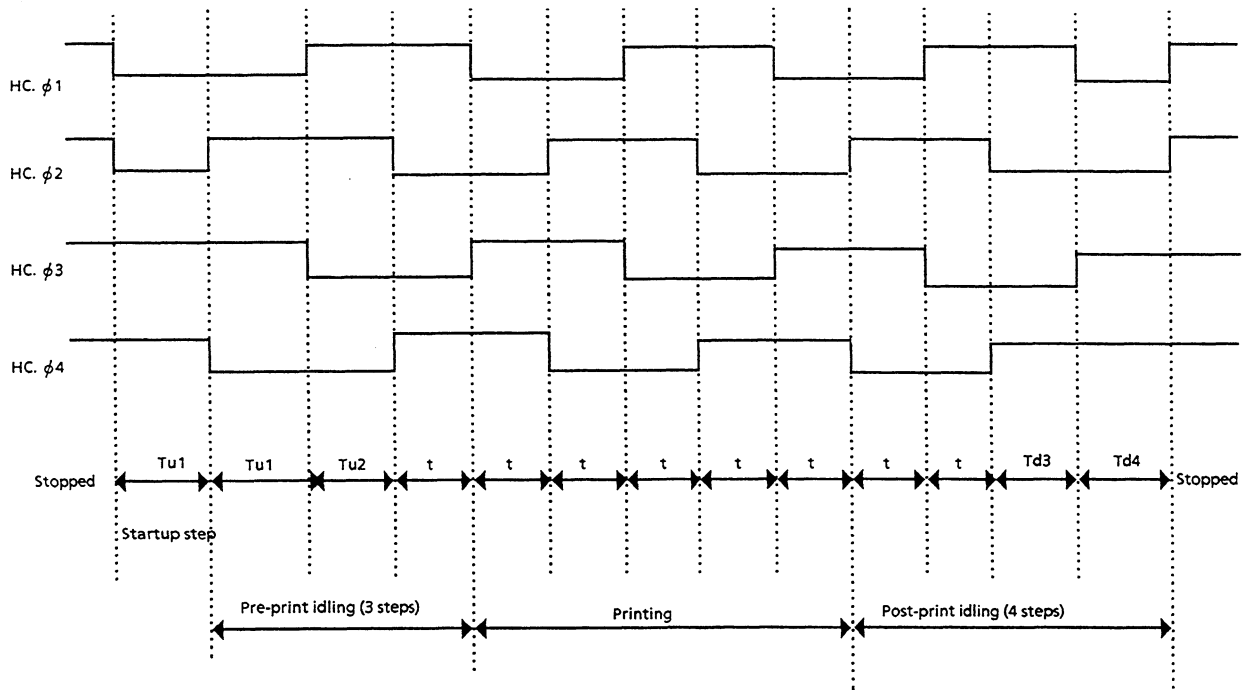 HC. ϕ1
HC. ϕ2
HC. ϕ3
HC. ϕ4
Stopped Tu1 Tu1 Tu2 t t t t t t t t Td3 Td4 Stopped
Startup step
Pre-print idling (3 steps) Printing Post-print idling (4 steps)